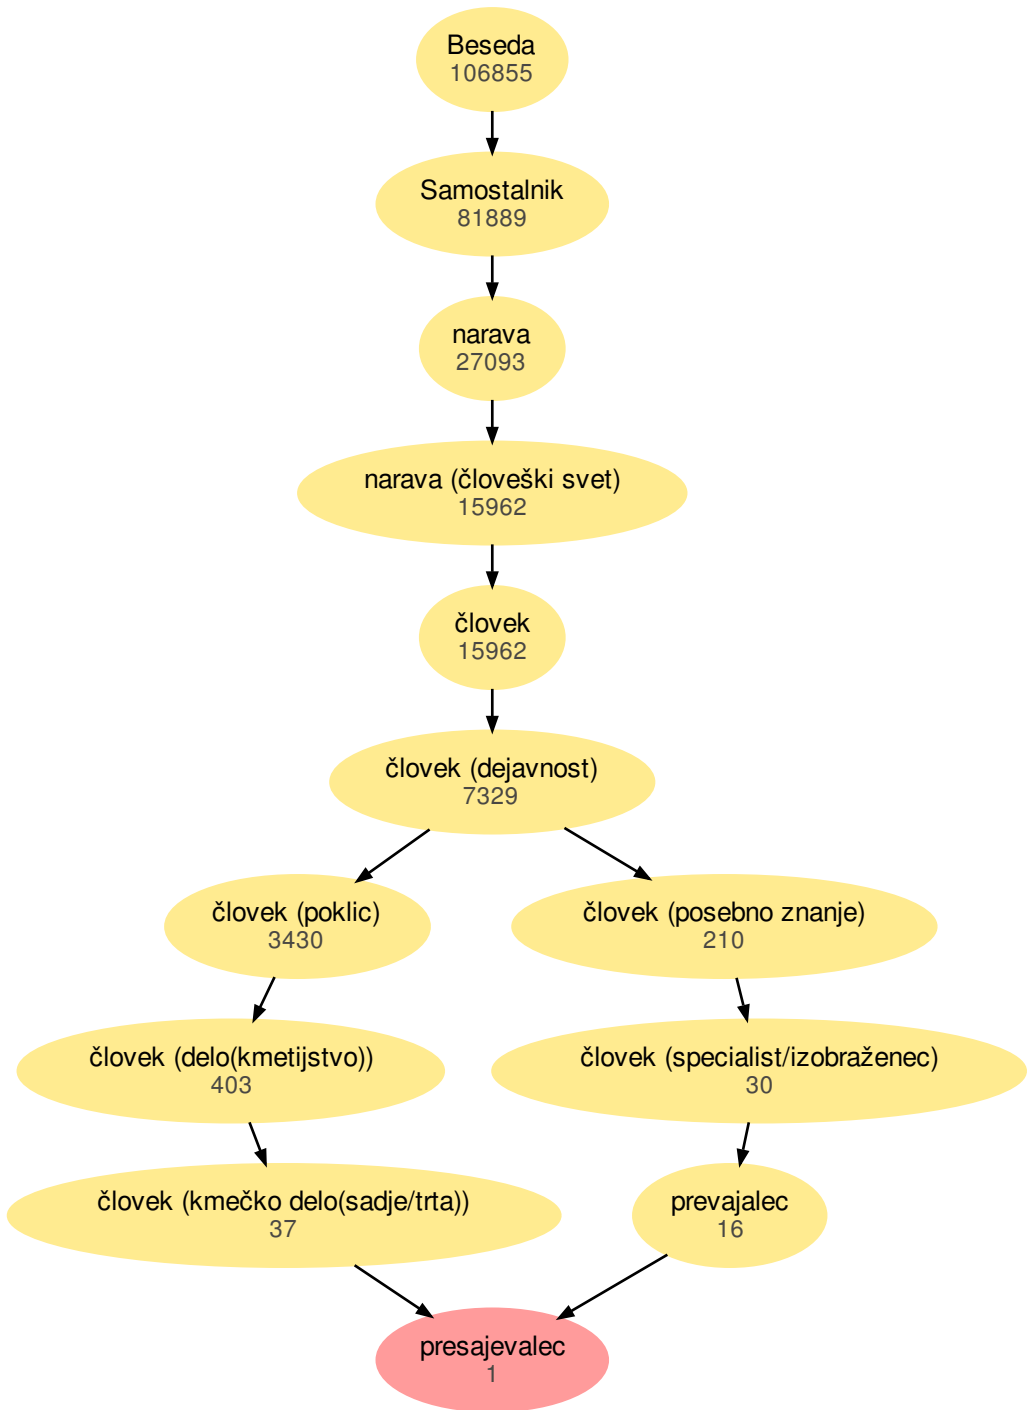 Beseda
106855
Samostalnik
81889
narava
27093
narava (človeški svet)
15962
človek
15962
človek (dejavnost)
7329
človek (poklic)
3430
človek (posebno znanje)
210
človek (delo(kmetijstvo))
403
človek (specialist/izobraženec)
30
človek (kmečko delo(sadje/trta))
37
prevajalec
16
presajevalec
1